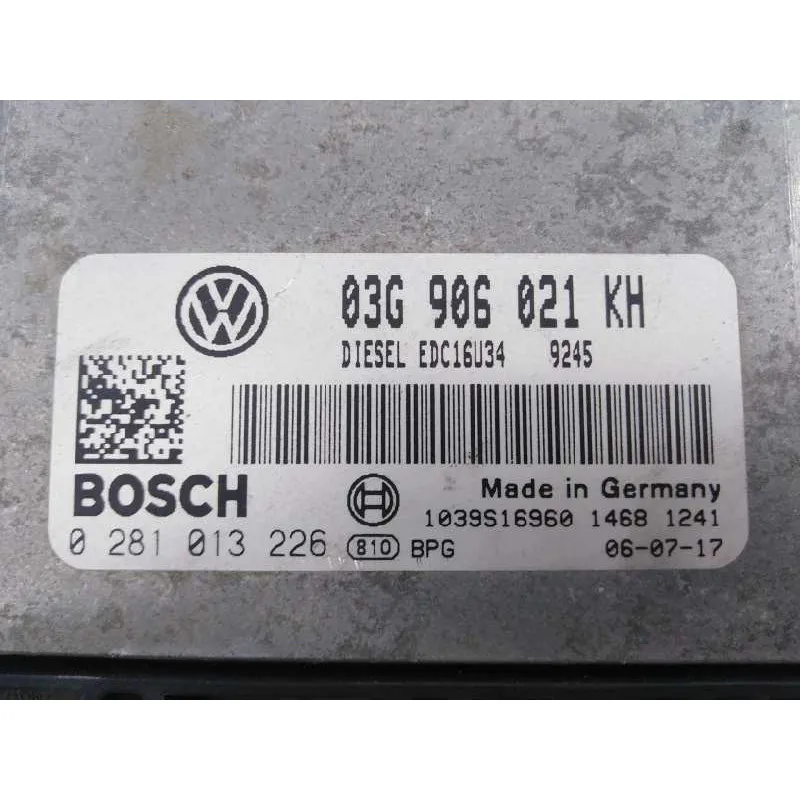 03G 906 021 KH
DIESEL EDC16U34 9245
BOSCH
Made in Germany
1039S16960 1468 1241
0 281 013 226 810 BPG 06-07-17